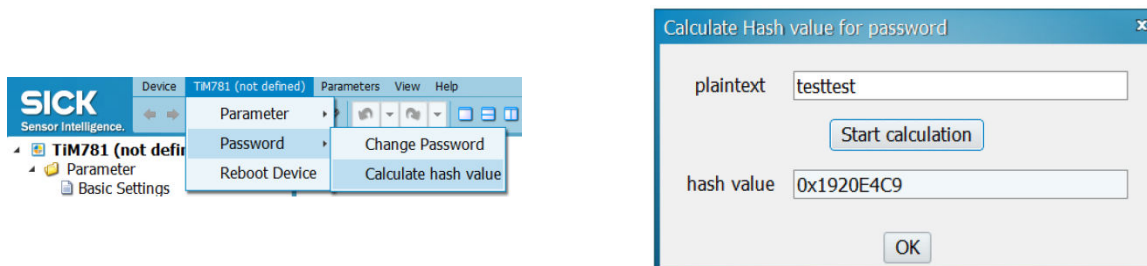 SICK
Sensor Intelligence.
Device TiM781 (not defined) Parameters View Help
Parameter
Password
Reboot Device
Change Password
Calculate hash value
TiM781 (not defin
Parameter
Basic Settings
Calculate Hash value for password
plaintext testtest
Start calculation
hash value 0x1920E4C9
OK